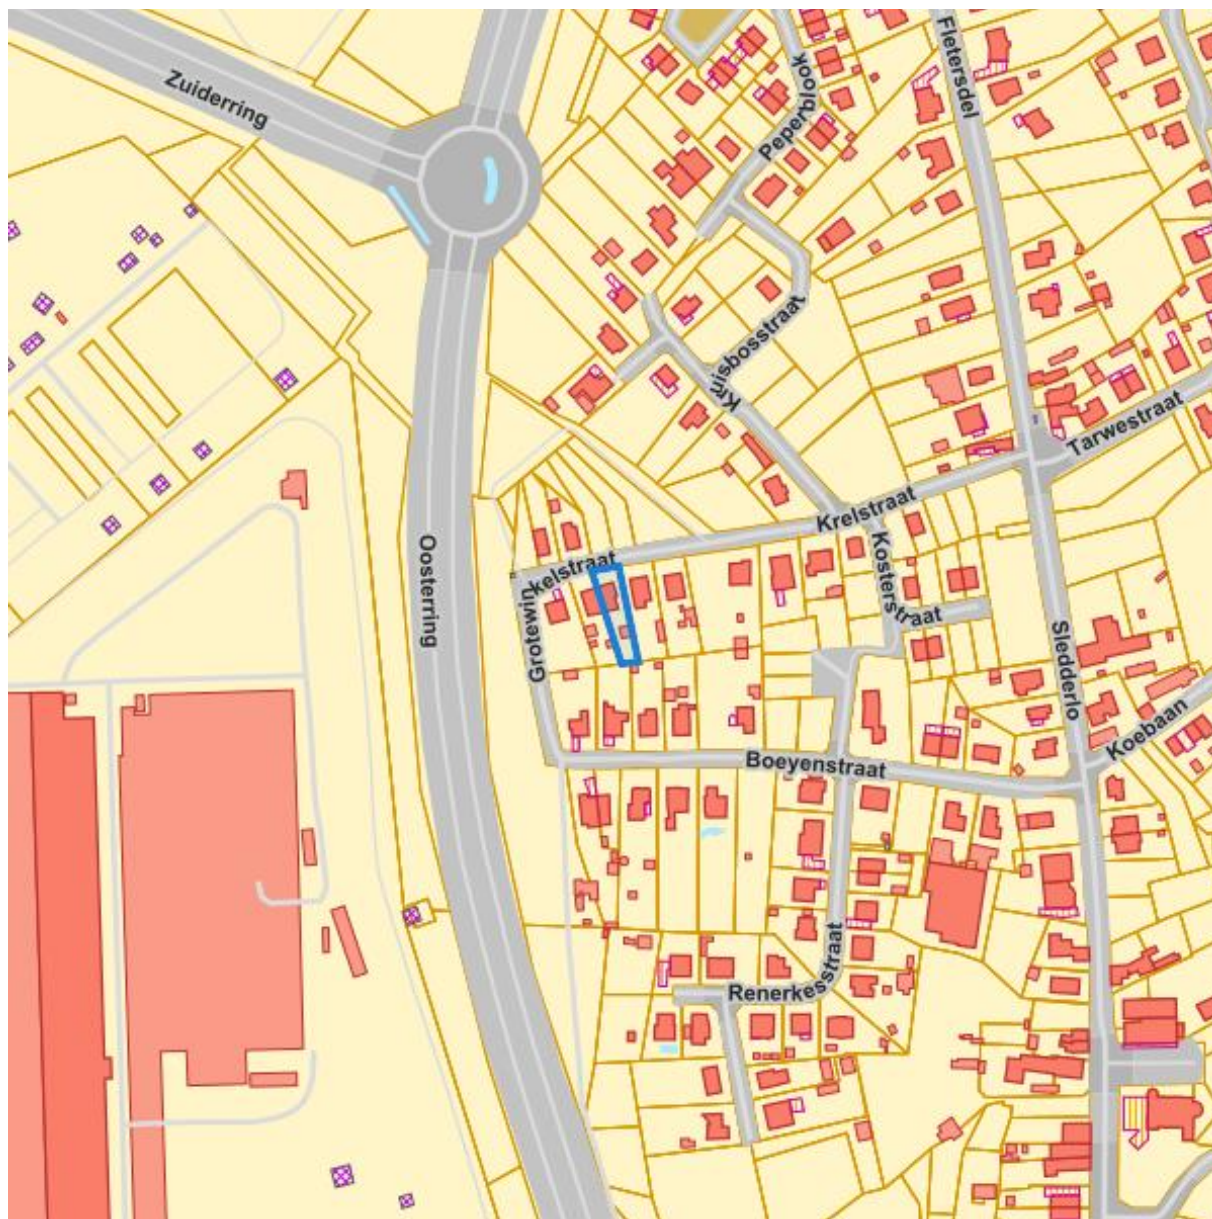 Zuiderring
Peperblook
Fletersdel
Kruisbosstraat
Tarwestraat
Krelstraat
Oosterring
Grotewinkelstraat
Kosterstraat
Sledderlo
Koebaan
Boeyenstraat
Renerkesstraat